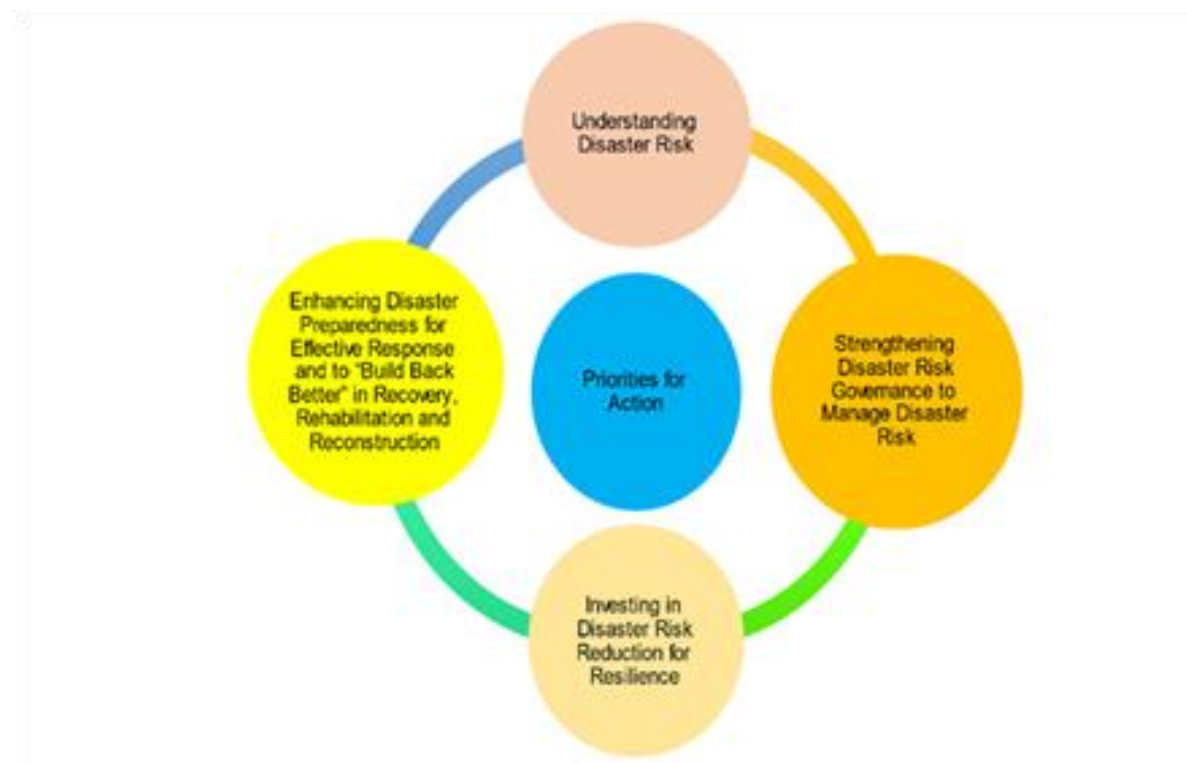 Understanding
Disaster Risk
Enhancing Disaster
Preparedness for
Effective Response
and to "Build Back
Better" in Recovery,
Rehabilitation and
Reconstruction
Priorities for
Action
Strengthening
Disaster Risk
Governance to
Manage Disaster
Risk
Investing in
Disaster Risk
Reduction for
Resilience